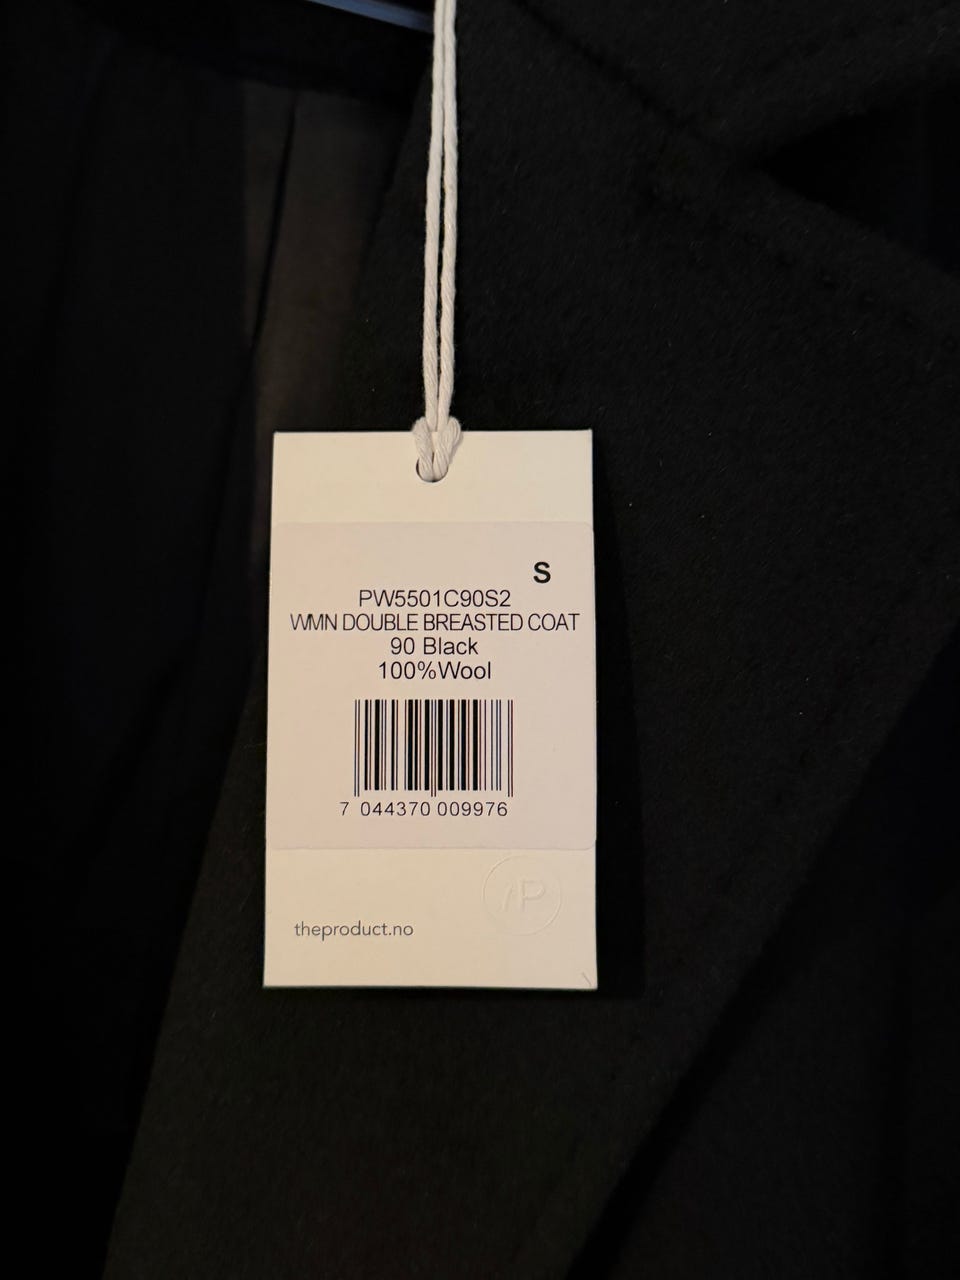 S
PW5501C90S2
WMN DOUBLE BREASTED COAT
90 Black
100%Wool
7 044370 009976
P
theproduct.no